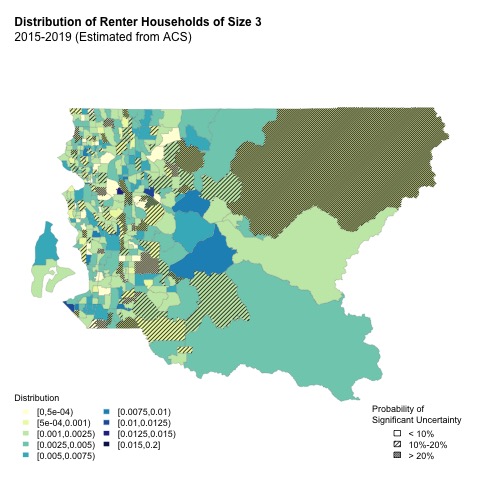 Distribution of Renter Households of Size 3
2015-2019 (Estimated from ACS)
Distribution
[0,5e-04)
[5e-04,0.001)
[0.001,0.0025)
[0.0025,0.005)
[0.005,0.0075)
[0.0075,0.01)
[0.01,0.0125)
[0.0125,0.015)
[0.015,0.2]
Probability of
Significant Uncertainty
< 10%
10%-20%
> 20%